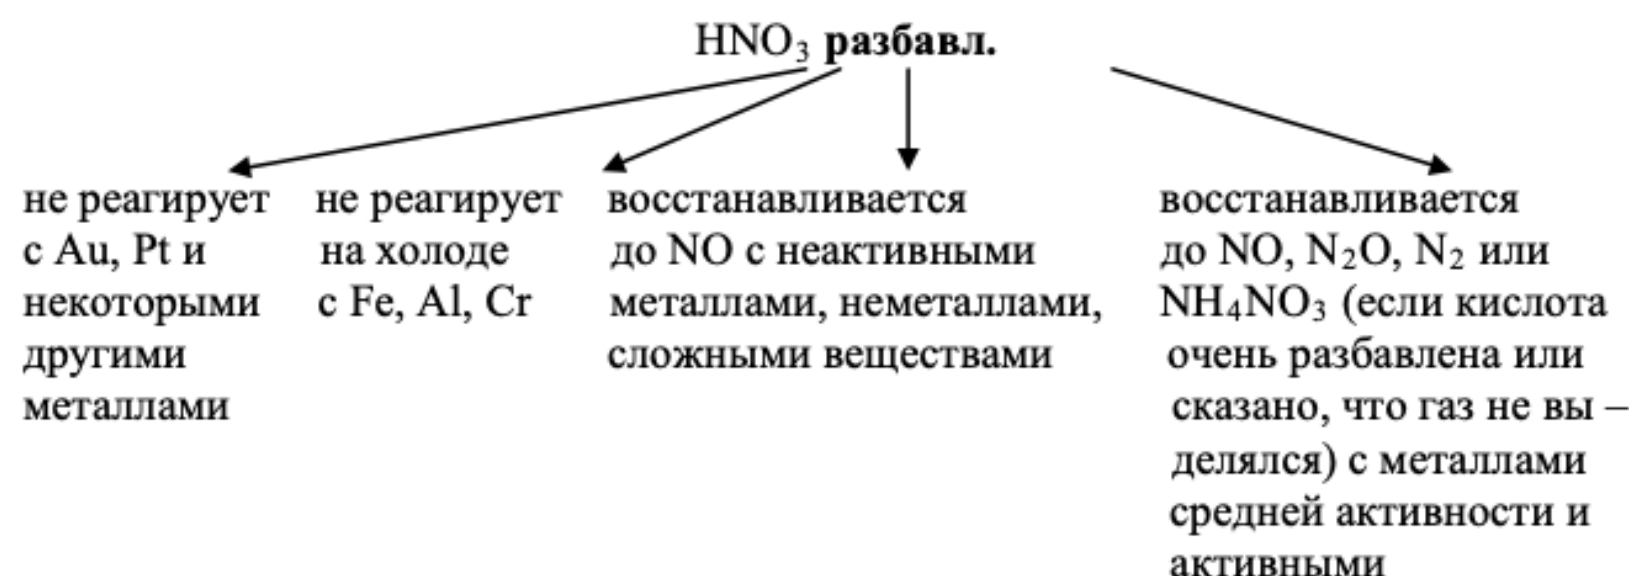 HNO₃ разбавл.
не реагирует
с Au, Pt и
некоторыми
другими
металлами
не реагирует
на холоде
с Fe, Al, Cr
восстанавливается
до NO с неактивными
металлами, неметаллами,
сложными веществами
восстанавливается
до NO, N₂O, N₂ или
NH₄NO₃ (если кислота
очень разбавлена или
сказано, что газ не вы –
делялся) с металлами
средней активности и
активными